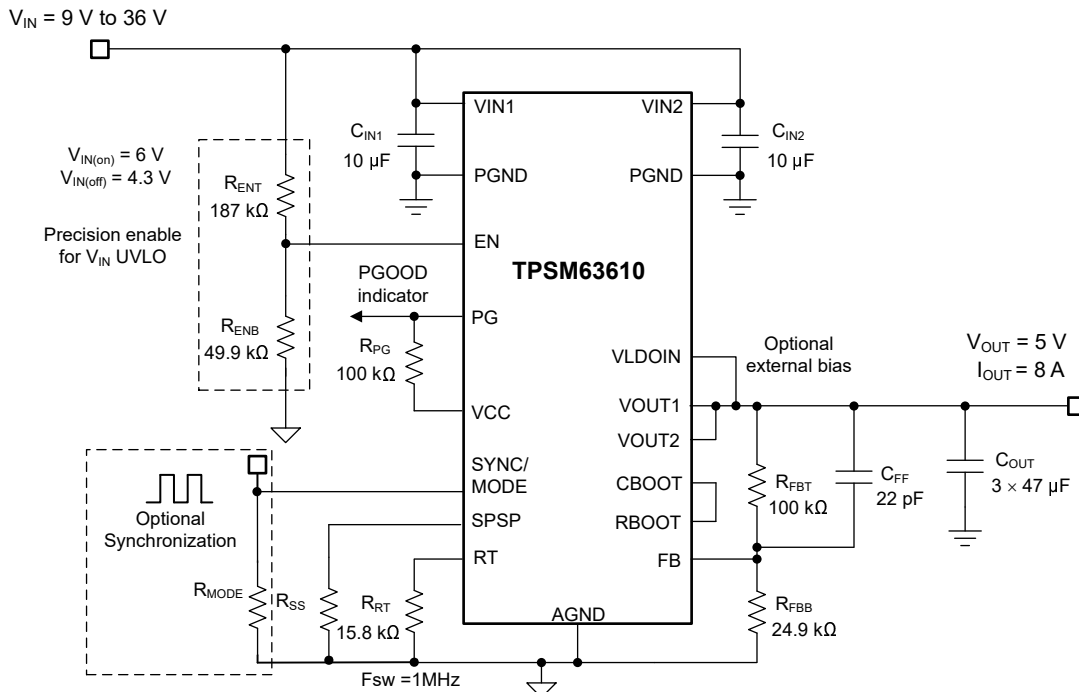 V_IN = 9 V to 36 V
VIN1
VIN2
C_IN1
10 µF
C_IN2
10 µF
V_IN(on) = 6 V
V_IN(off) = 4.3 V
PGND
PGND
R_ENT
187 kΩ
Precision enable
for V_IN UVLO
EN
TPSM63610
PGOOD
indicator
PG
R_ENB
49.9 kΩ
R_PG
100 kΩ
VLDOIN
Optional
external bias
V_OUT = 5 V
I_OUT = 8 A
VCC
VOUT1
VOUT2
SYNC/
MODE
CBOOT
R_FBT
100 kΩ
C_FF
22 pF
C_OUT
3 × 47 µF
Optional
Synchronization
SPSP
RBOOT
RT
FB
R_MODE
R_SS
R_RT
15.8 kΩ
AGND
R_FBB
24.9 kΩ
Fsw =1MHz